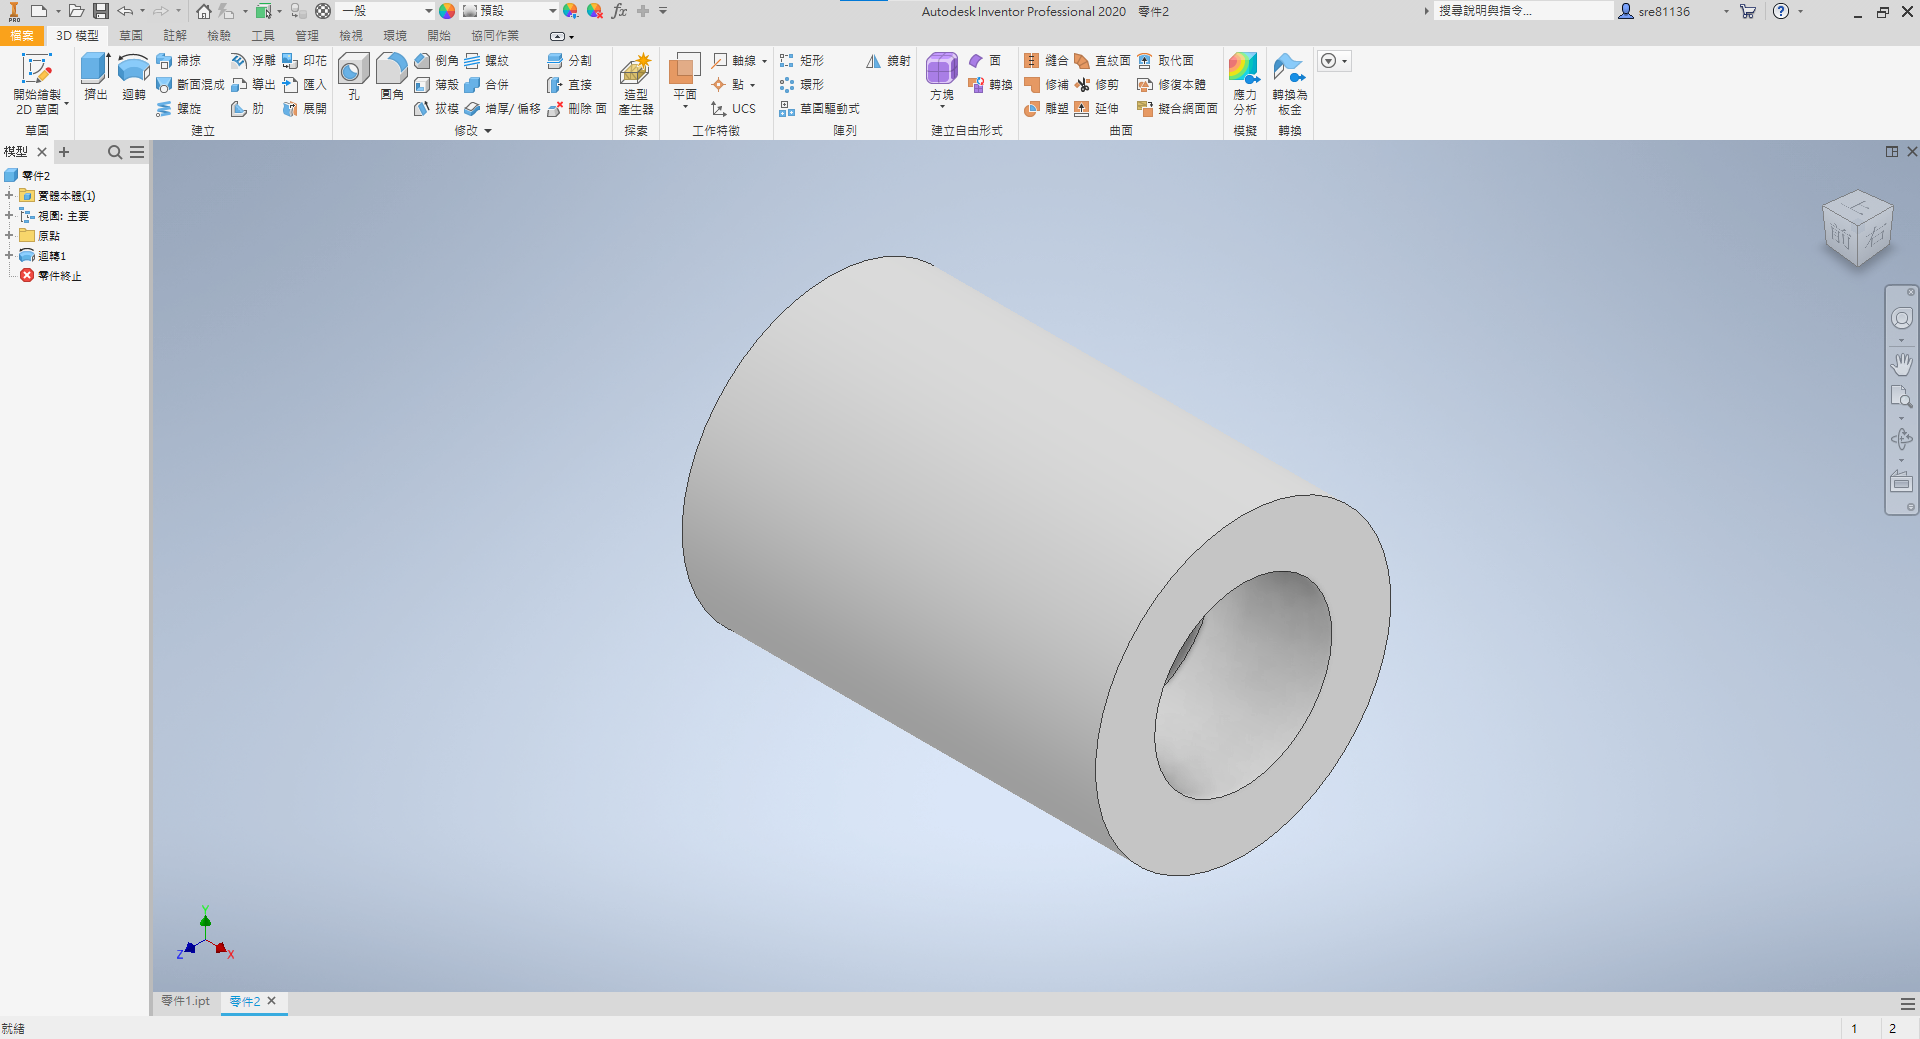 PRO
一般
預設
fx
Autodesk Inventor Professional 2020 零件2
搜尋說明與指令...
sre81136
檔案 3D 模型 草圖 註解 檢驗 工具 管理 檢視 環境 開始 協同作業
開始繪製
2D 草圖
草圖
擠出 迴轉
掃掠 浮雕 印花
斷面混成 導出 匯入
螺旋 肋 展開
建立
孔 圓角
倒角 螺紋 分割
薄殼 合併 直接
拔模 增厚/ 偏移 刪除 面
修改
造型
產生器
探索
平面
軸線
點
UCS
工作特徵
矩形 鏡射
環形
草圖驅動式
陣列
方塊
面
轉換
建立自由形式
縫合 直紋面 取代面
修補 修剪 修復本體
雕塑 延伸 擬合網面面
曲面
應力
分析
模擬
轉換為
板金
轉換
模型
零件2
實體本體(1)
視圖: 主要
原點
迴轉1
零件終止
上
前 右
Y
Z X
零件1.ipt 零件2
就緒
1 2